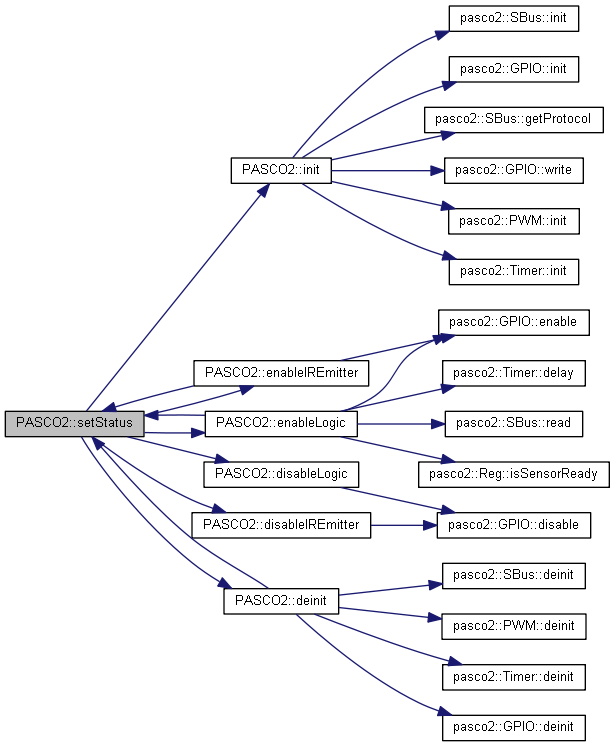 pasco2::SBus::init
pasco2::GPIO::init
pasco2::SBus::getProtocol
PASCO2::init
pasco2::GPIO::write
pasco2::PWM::init
pasco2::Timer::init
pasco2::GPIO::enable
PASCO2::enableIREmitter
pasco2::Timer::delay
PASCO2::setStatus
PASCO2::enableLogic
pasco2::SBus::read
PASCO2::disableLogic
pasco2::Reg::isSensorReady
PASCO2::disableIREmitter
pasco2::GPIO::disable
pasco2::SBus::deinit
PASCO2::deinit
pasco2::PWM::deinit
pasco2::Timer::deinit
pasco2::GPIO::deinit